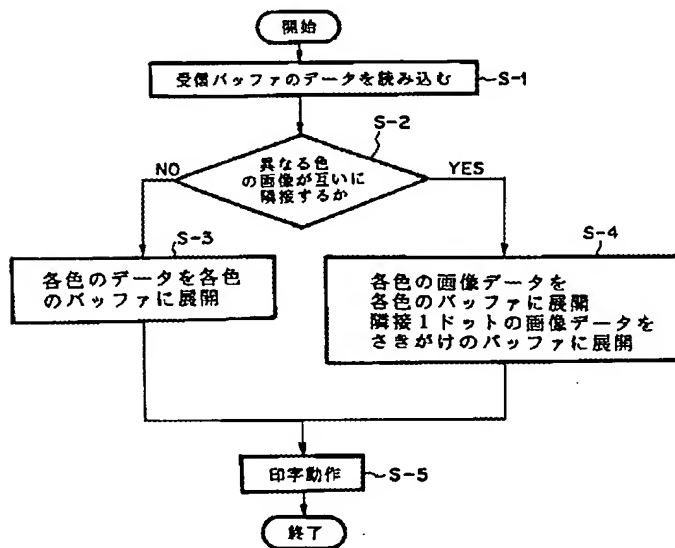 開始
受信バッファのデータを読み込む
S-1
S-2
異なる色
の画像が互いに
隣接するか
NO
YES
S-3
各色のデータを各色
のバッファに展開
S-4
各色の画像データを
各色のバッファに展開
隣接1ドットの画像データを
さきがけのバッファに展開
印字動作
S-5
終了